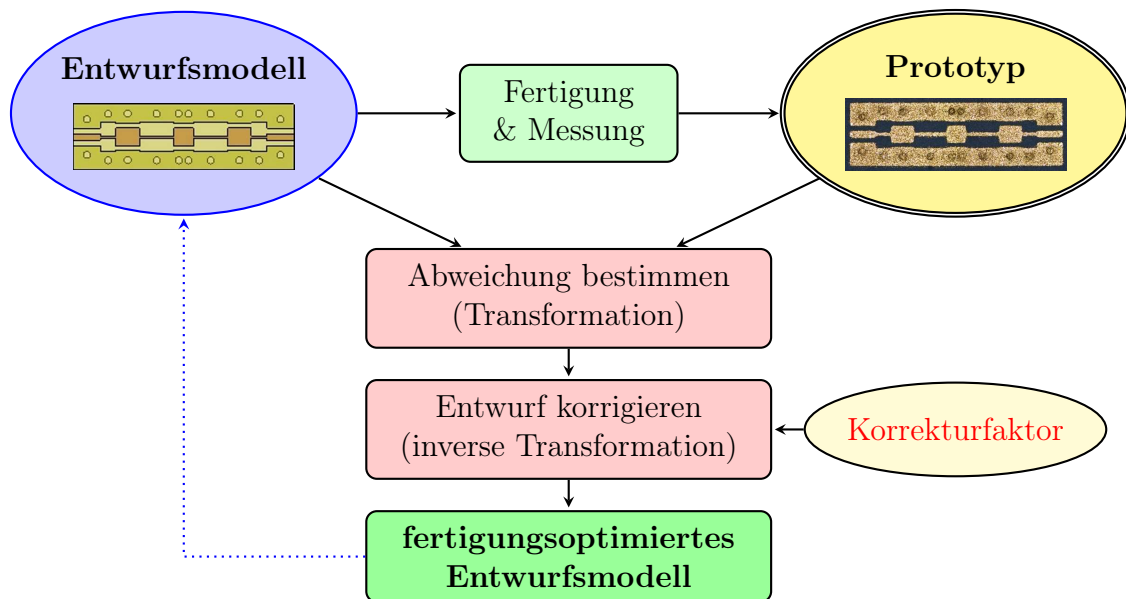 Entwurfsmodell
Fertigung
& Messung
Prototyp
Abweichung bestimmen
(Transformation)
Entwurf korrigieren
(inverse Transformation)
Korrekturfaktor
fertigungsoptimiertes
Entwurfsmodell